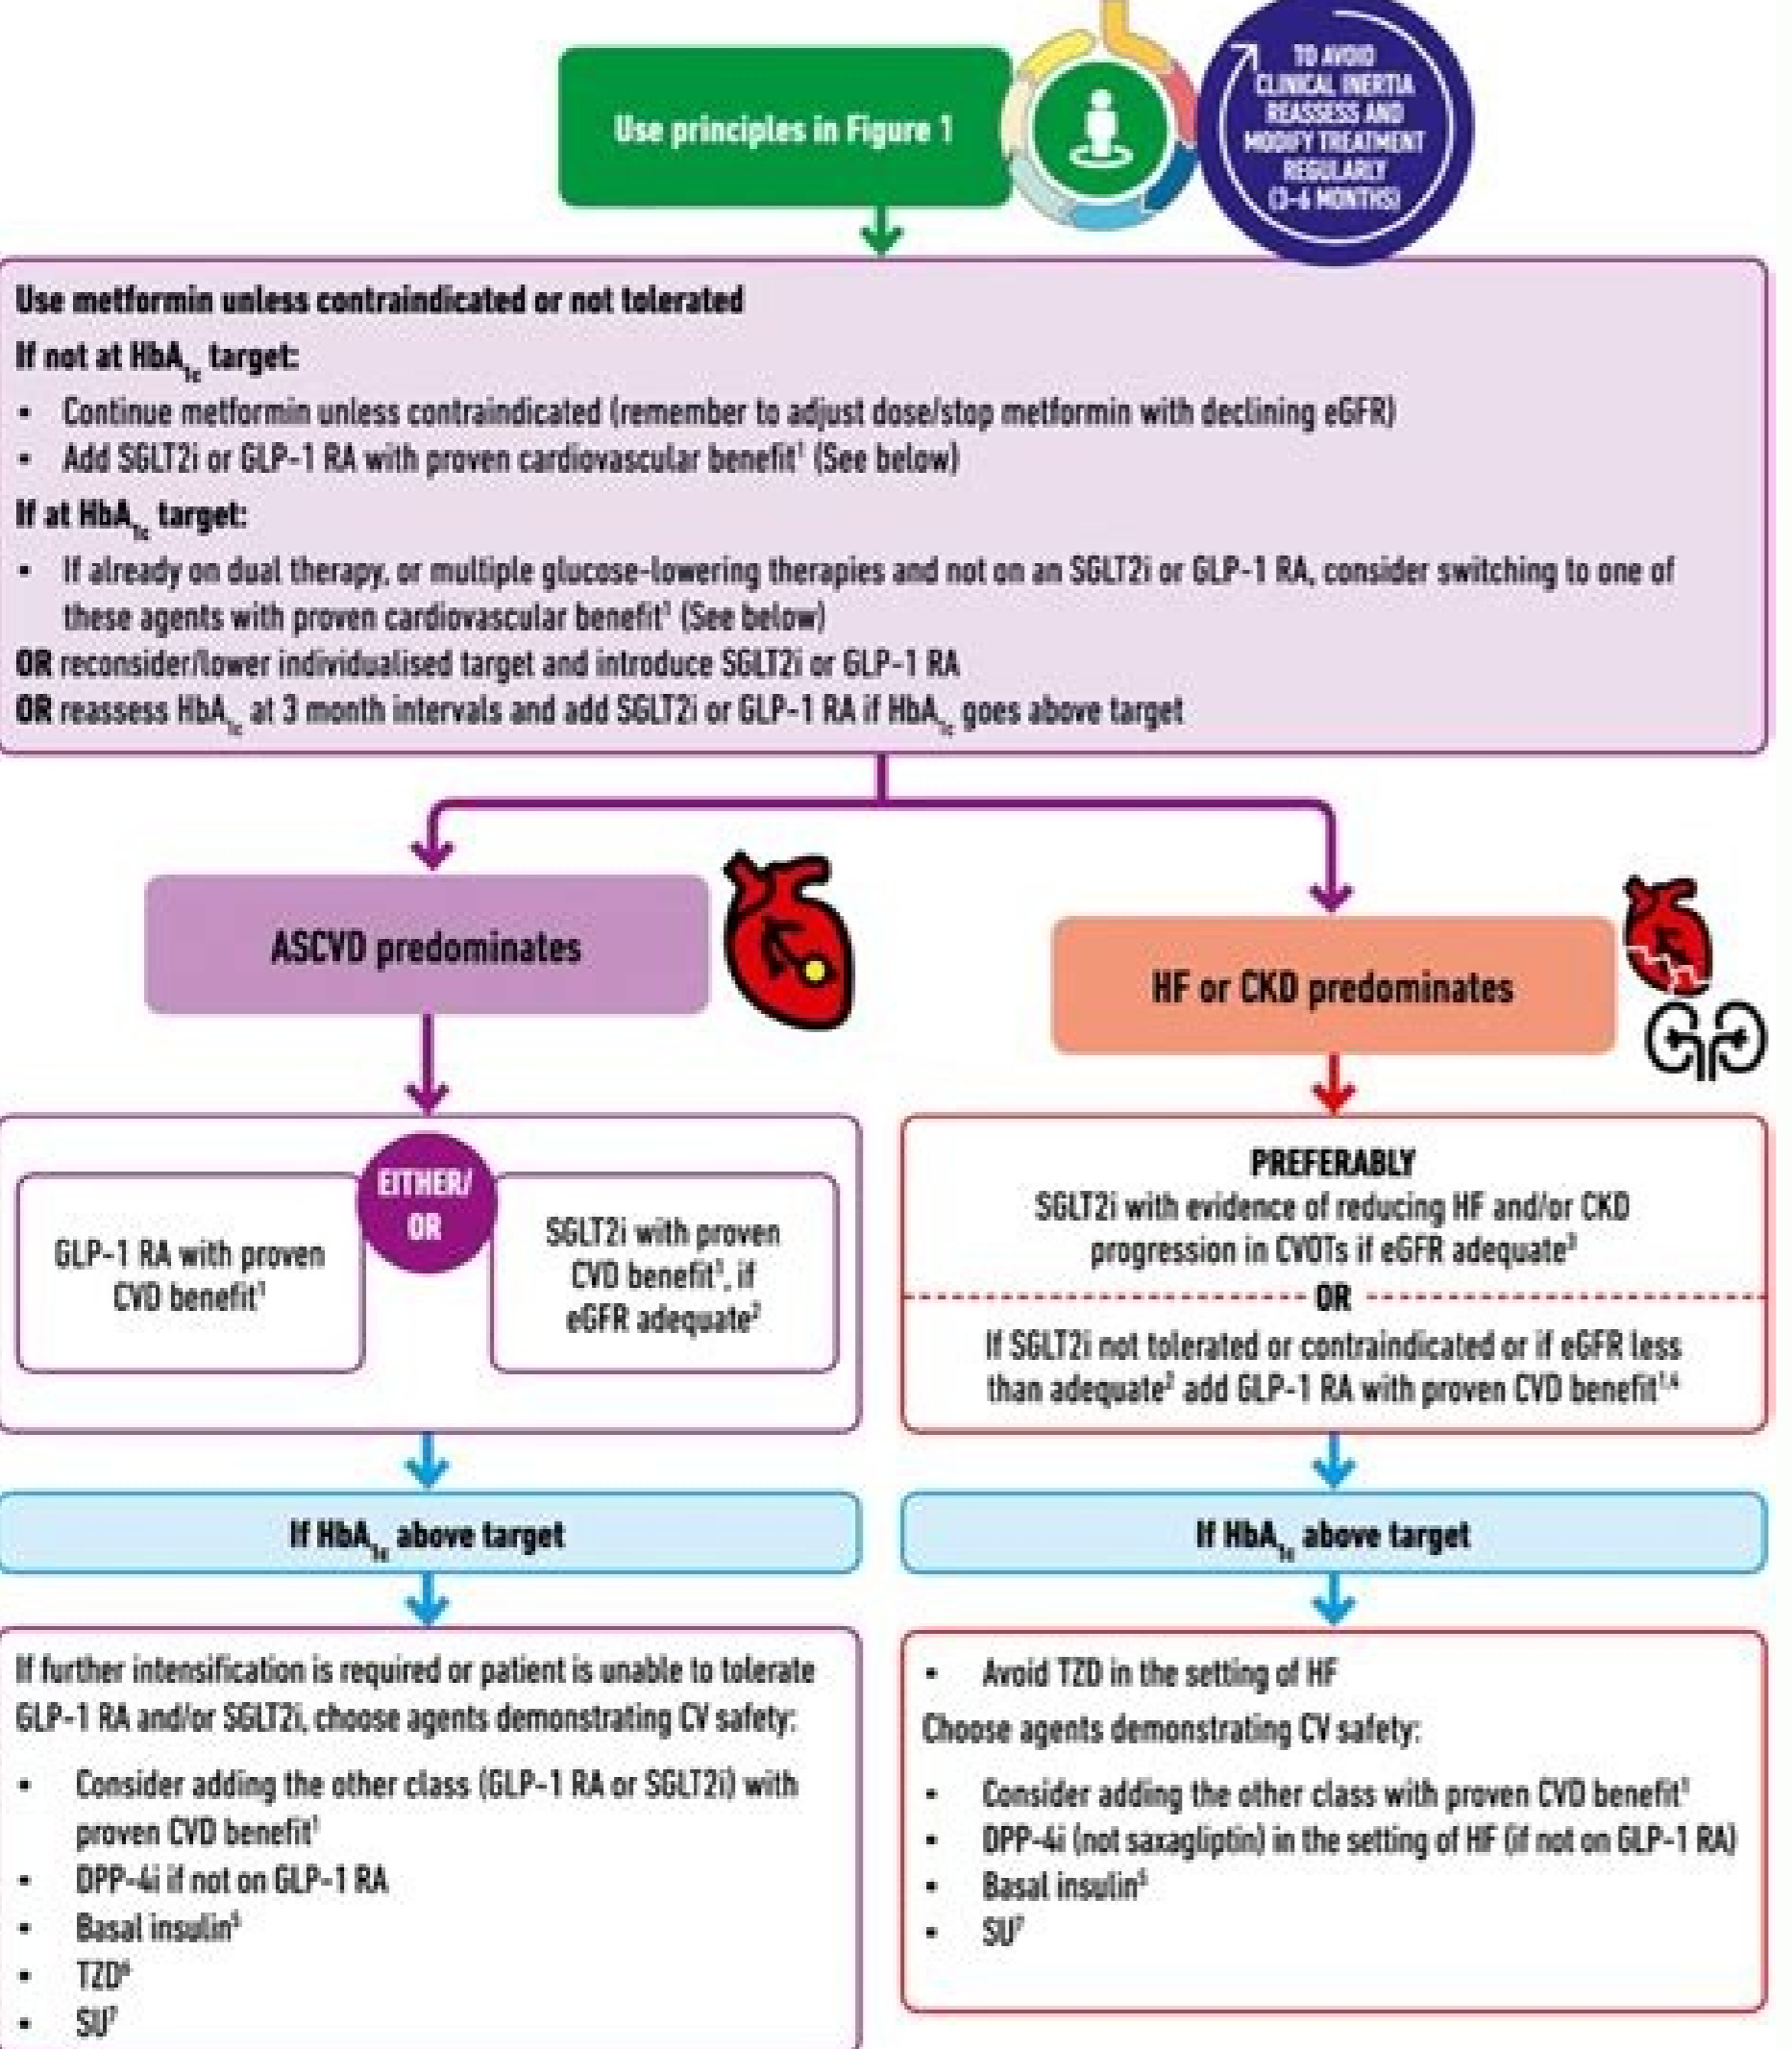 Use principles in Figure 1
TO AVOID
CLINICAL INERTIA
REASSESS AND
MODIFY TREATMENT
REGULARLY
(3-6 MONTHS)
Use metformin unless contraindicated or not tolerated
If not at HbA1c target:
• Continue metformin unless contraindicated (remember to adjust dose/stop metformin with declining eGFR)
• Add SGLT2i or GLP-1 RA with proven cardiovascular benefit¹ (See below)
If at HbA1c target:
• If already on dual therapy, or multiple glucose-lowering therapies and not on an SGLT2i or GLP-1 RA, consider switching to one of
these agents with proven cardiovascular benefit¹ (See below)
OR reconsider/lower individualised target and introduce SGLT2i or GLP-1 RA
OR reassess HbA1c at 3 month intervals and add SGLT2i or GLP-1 RA if HbA1c goes above target
ASCVD predominates
EITHER/
OR
GLP-1 RA with proven
CVD benefit¹
SGLT2i with proven
CVD benefit¹, if
eGFR adequate²
If HbA1c above target
If further intensification is required or patient is unable to tolerate
GLP-1 RA and/or SGLT2i, choose agents demonstrating CV safety:
• Consider adding the other class (GLP-1 RA or SGLT2i) with
proven CVD benefit¹
• DPP-4i if not on GLP-1 RA
• Basal insulin⁵
• TZD⁶
• SU⁷
HF or CKD predominates
PREFERABLY
SGLT2i with evidence of reducing HF and/or CKD
progression in CVOTs if eGFR adequate³
OR
If SGLT2i not tolerated or contraindicated or if eGFR less
than adequate² add GLP-1 RA with proven CVD benefit¹,⁴
If HbA1c above target
• Avoid TZD in the setting of HF
Choose agents demonstrating CV safety:
• Consider adding the other class with proven CVD benefit¹
• DPP-4i (not saxagliptin) in the setting of HF (if not on GLP-1 RA)
• Basal insulin⁵
• SU⁷